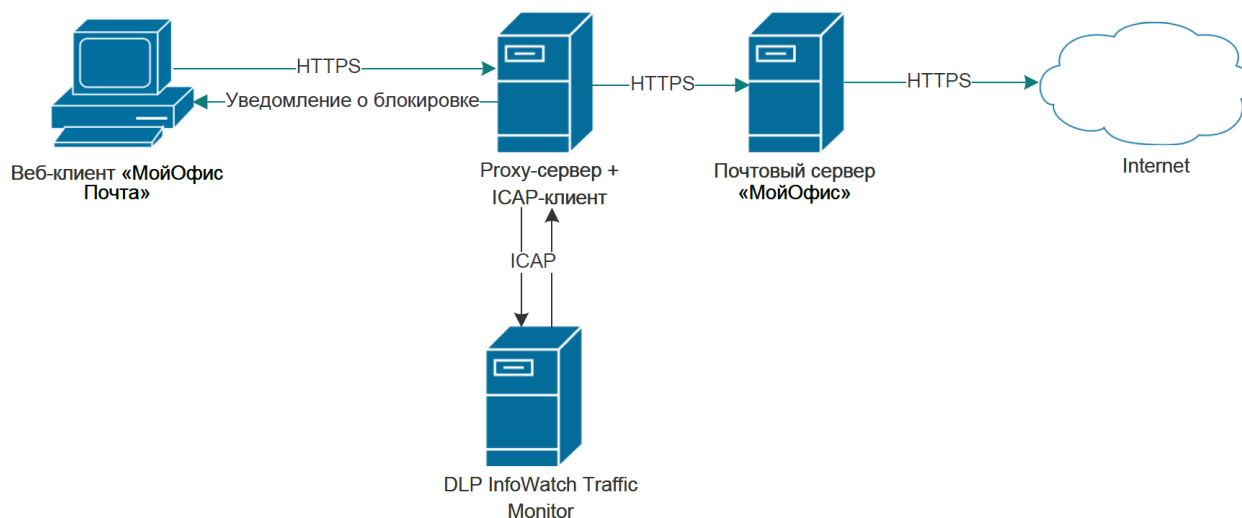 HTTPS
Уведомление о блокировке
HTTPS
HTTPS
Веб-клиент «МойОфис
Почта»
Proxy-сервер +
ICAP-клиент
Почтовый сервер
«МойОфис»
Internet
ICAP
DLP InfoWatch Traffic
Monitor